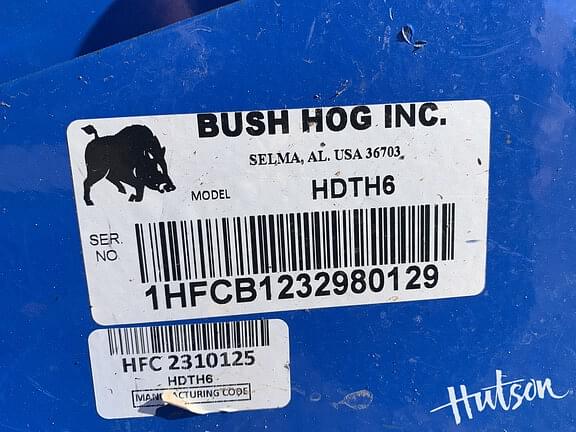 BUSH HOG INC.
SELMA, AL. USA 36703
MODEL HDTH6
SER. NO
1HFCB1232980129
HFC 2310125
HDTH6
MANUFACTURING CODE
Hutson